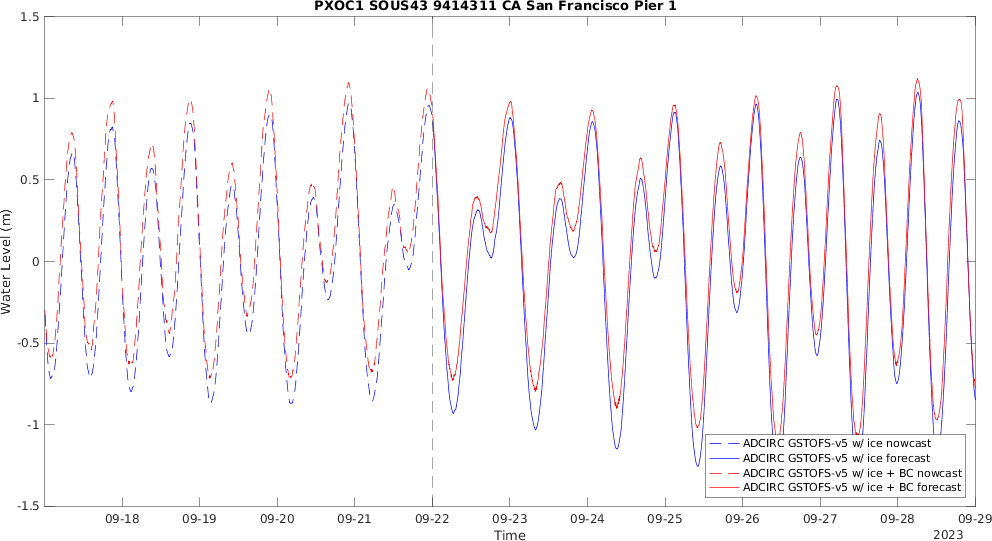 PXOC1 SOUS43 9414311 CA San Francisco Pier 1
1.5
1
0.5
0
-0.5
-1
-1.5
Water Level (m)
ADCIRC GSTOFS-v5 w/ ice nowcast
ADCIRC GSTOFS-v5 w/ ice forecast
ADCIRC GSTOFS-v5 w/ ice + BC nowcast
ADCIRC GSTOFS-v5 w/ ice + BC forecast
09-18 09-19 09-20 09-21 09-22 09-23 09-24 09-25 09-26 09-27 09-28 09-29
Time
2023